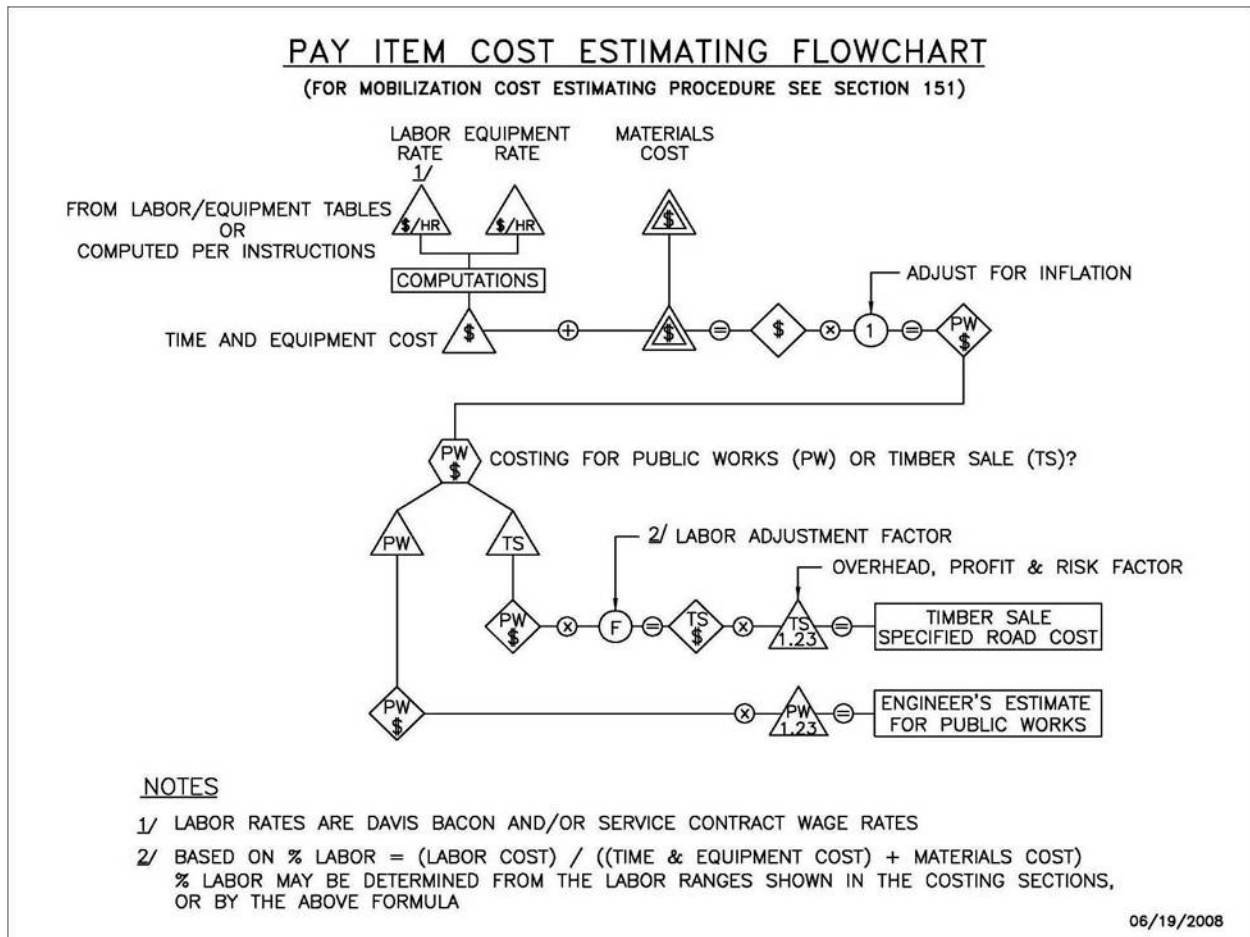 PAY ITEM COST ESTIMATING FLOWCHART
(FOR MOBILIZATION COST ESTIMATING PROCEDURE SEE SECTION 151)
LABOR EQUIPMENT MATERIALS
RATE RATE COST
1/
FROM LABOR/EQUIPMENT TABLES
OR
COMPUTED PER INSTRUCTIONS
$/HR $/HR $
COMPUTATIONS
ADJUST FOR INFLATION
TIME AND EQUIPMENT COST $ + $ = $ x 1 = PW $
PW $ COSTING FOR PUBLIC WORKS (PW) OR TIMBER SALE (TS)?
PW TS
2/ LABOR ADJUSTMENT FACTOR
OVERHEAD, PROFIT & RISK FACTOR
PW $ x F = TS $ x TS 1.23 = TIMBER SALE
SPECIFIED ROAD COST
PW $ x PW 1.23 = ENGINEER'S ESTIMATE
FOR PUBLIC WORKS
NOTES
1/ LABOR RATES ARE DAVIS BACON AND/OR SERVICE CONTRACT WAGE RATES
2/ BASED ON % LABOR = (LABOR COST) / ((TIME & EQUIPMENT COST) + MATERIALS COST)
% LABOR MAY BE DETERMINED FROM THE LABOR RANGES SHOWN IN THE COSTING SECTIONS,
OR BY THE ABOVE FORMULA
06/19/2008